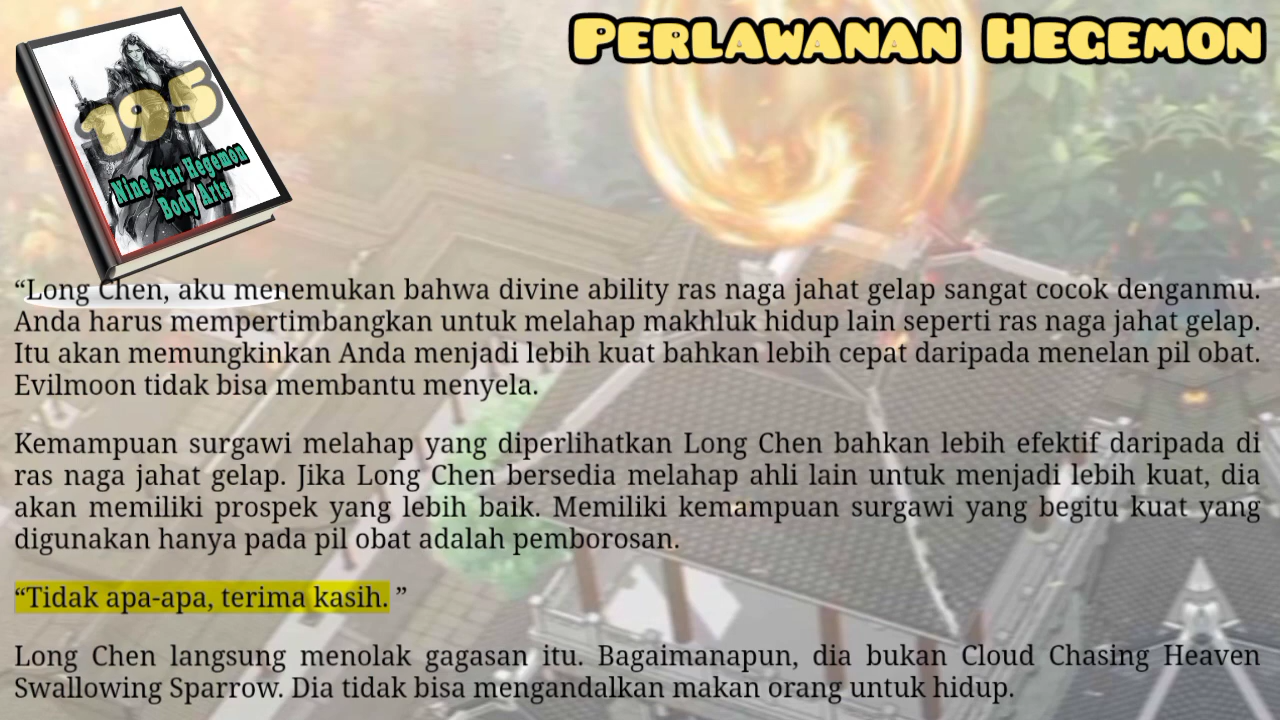 PERLAWANAN HEGEMON
195
Nine Star Hegemon
Body Arts
“Long Chen, aku menemukan bahwa divine ability ras naga jahat gelap sangat cocok denganmu.
Anda harus mempertimbangkan untuk melahap makhluk hidup lain seperti ras naga jahat gelap.
Itu akan memungkinkan Anda menjadi lebih kuat bahkan lebih cepat daripada menelan pil obat.
Evilmoon tidak bisa membantu menyela.
Kemampuan surgawi melahap yang diperlihatkan Long Chen bahkan lebih efektif daripada di
ras naga jahat gelap. Jika Long Chen bersedia melahap ahli lain untuk menjadi lebih kuat, dia
akan memiliki prospek yang lebih baik. Memiliki kemampuan surgawi yang begitu kuat yang
digunakan hanya pada pil obat adalah pemborosan.
“Tidak apa-apa, terima kasih. ”
Long Chen langsung menolak gagasan itu. Bagaimanapun, dia bukan Cloud Chasing Heaven
Swallowing Sparrow. Dia tidak bisa mengandalkan makan orang untuk hidup.